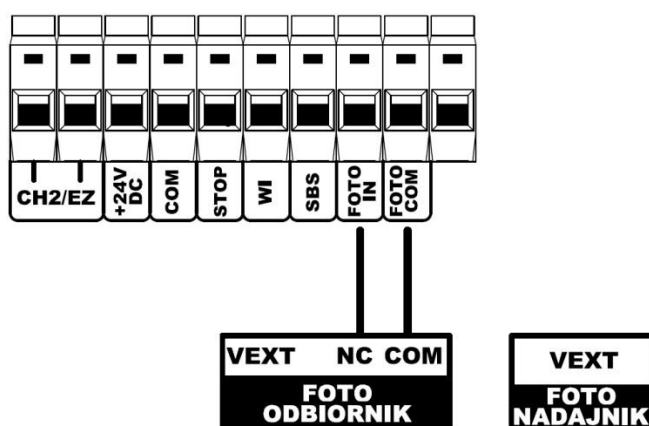 CH2/EZ
+24V
DC
COM
STOP
WI
SBS
FOTO
IN
FOTO
COM
VEXT NC COM
FOTO
ODBIORNIK
VEXT
FOTO
NADAJNIK